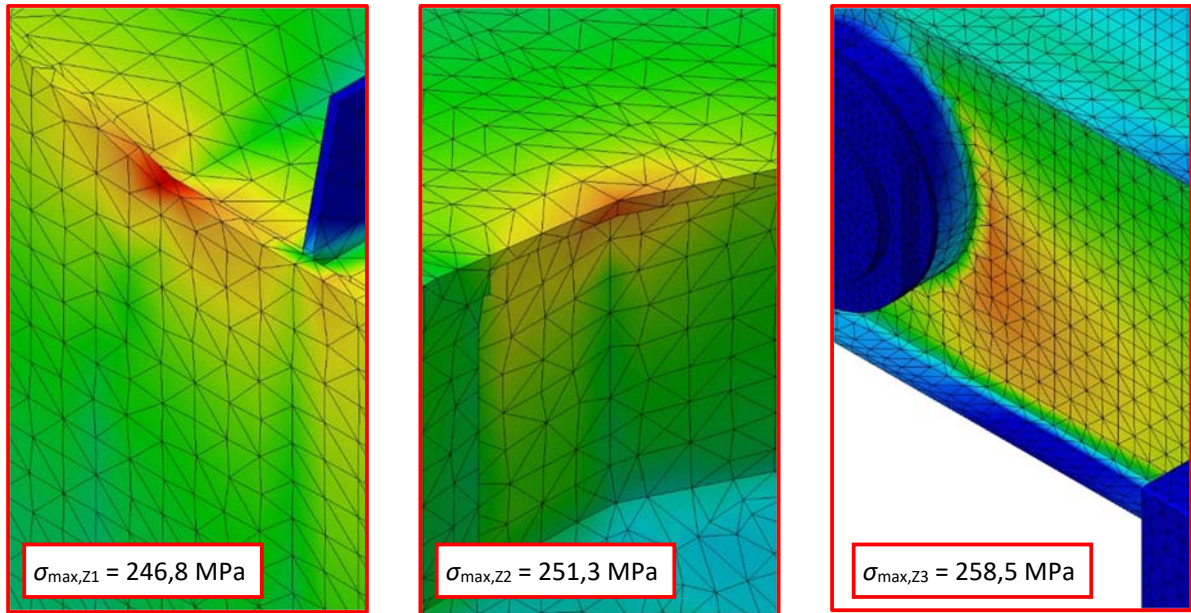 σmax,Z1 = 246,8 MPa
σmax,Z2 = 251,3 MPa
σmax,Z3 = 258,5 MPa